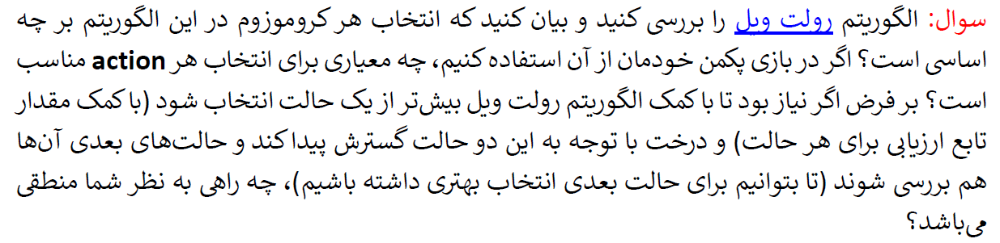 سوال: الگوریتم رولت ویل را بررسی کنید و بیان کنید که انتخاب هر کروموزوم در این الگوریتم بر چه
اساسی است؟ اگر در بازی پکمن خودمان از آن استفاده کنیم، چه معیاری برای انتخاب هر action مناسب
است؟ بر فرض اگر نیاز بود تا با کمک الگوریتم رولت ویل بیش‌تر از یک حالت انتخاب شود (با کمک مقدار
تابع ارزیابی برای هر حالت) و درخت با توجه به این دو حالت گسترش پیدا کند و حالت‌های بعدی آن‌ها
هم بررسی شوند (تا بتوانیم برای حالت بعدی انتخاب بهتری داشته باشیم)، چه راهی به نظر شما منطقی
می‌باشد؟